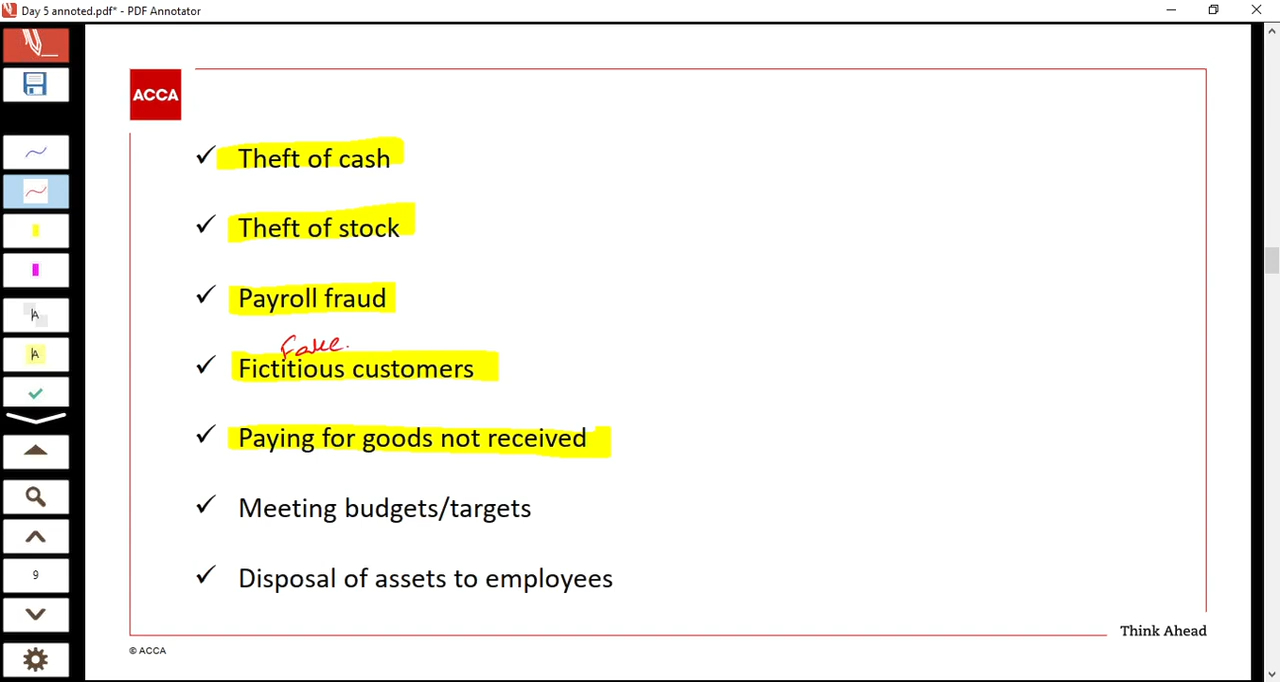 Day 5 annoted.pdf* - PDF Annotator
ACCA
✓ Theft of cash
✓ Theft of stock
✓ Payroll fraud
Fake.
✓ Fictitious customers
✓ Paying for goods not received
✓ Meeting budgets/targets
✓ Disposal of assets to employees
9
Think Ahead
© ACCA